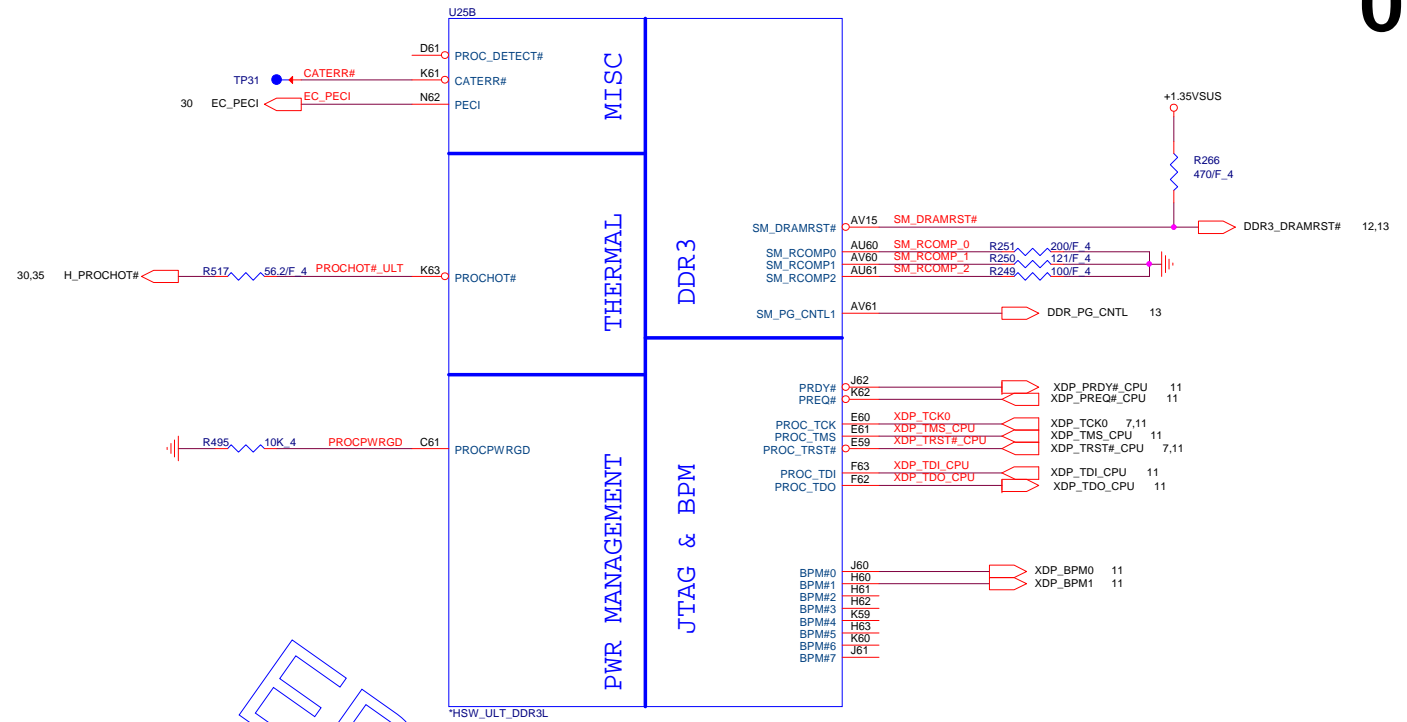 0
U25B
D61 PROC_DETECT#
TP31 CATERR# K61 CATERR#
30 EC_PECI EC_PECI N62 PECI
MISC
THERMAL
30,35 H_PROCHOT# R517 56.2/F_4 PROCHOT#_ULT K63 PROCHOT#
R495 10K_4 PROCPWRGD C61 PROCPWRGD
PWR MANAGEMENT
DDR3
+1.35VSUS
R266
470/F_4
SM_DRAMRST# AV15 SM_DRAMRST# DDR3_DRAMRST# 12,13
SM_RCOMP0 AU60 SM_RCOMP_0 R251 200/F_4
SM_RCOMP1 AV60 SM_RCOMP_1 R250 121/F_4
SM_RCOMP2 AU61 SM_RCOMP_2 R249 100/F_4
SM_PG_CNTL1 AV61 DDR_PG_CNTL 13
JTAG & BPM
PRDY# J62 XDP_PRDY#_CPU 11
PREQ# K62 XDP_PREQ#_CPU 11
PROC_TCK E60 XDP_TCK0 XDP_TCK0 7,11
PROC_TMS E61 XDP_TMS_CPU XDP_TMS_CPU 11
PROC_TRST# E59 XDP_TRST#_CPU XDP_TRST#_CPU 7,11
PROC_TDI F63 XDP_TDI_CPU XDP_TDI_CPU 11
PROC_TDO F62 XDP_TDO_CPU XDP_TDO_CPU 11
BPM#0 J60 XDP_BPM0 11
BPM#1 H60 XDP_BPM1 11
BPM#2 H61
BPM#3 H62
BPM#4 K59
BPM#5 H63
BPM#6 K60
BPM#7 J61
*HSW_ULT_DDR3L